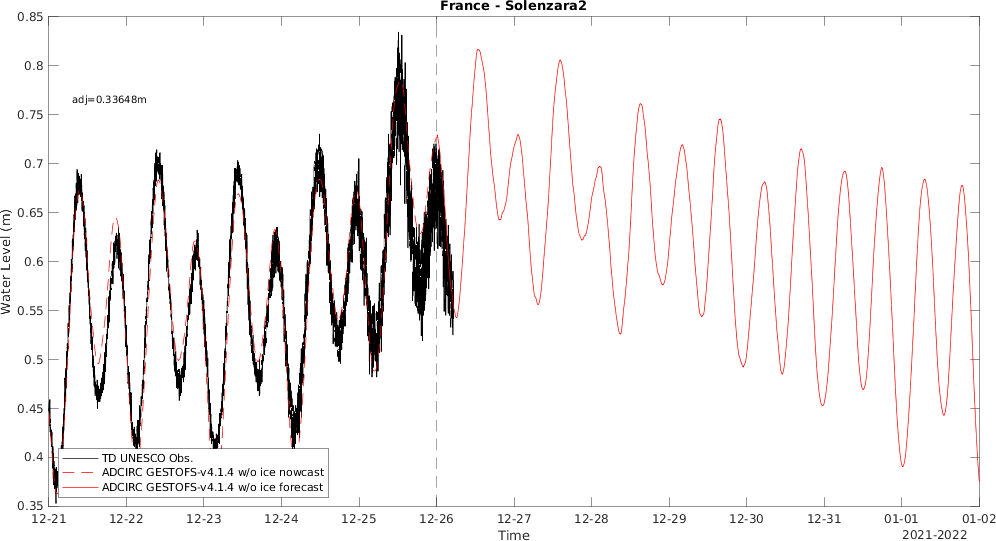 France - Solenzara2
0.85
0.8
0.75
0.7
0.65
0.6
0.55
0.5
0.45
0.4
0.35
Water Level (m)
adj=0.33648m
TD UNESCO Obs.
ADCIRC GESTOFS-v4.1.4 w/o ice nowcast
ADCIRC GESTOFS-v4.1.4 w/o ice forecast
12-21 12-22 12-23 12-24 12-25 12-26 12-27 12-28 12-29 12-30 12-31 01-01 01-02
Time
2021-2022